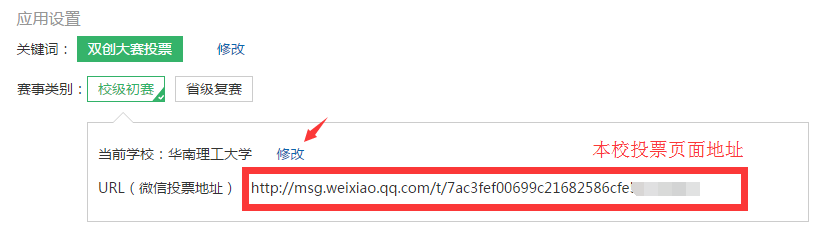 应用设置
关键词： 双创大赛投票 修改
赛事类别： 校级初赛 省级复赛
当前学校：华南理工大学 修改 本校投票页面地址
URL（微信投票地址） http://msg.weixiao.qq.com/t/7ac3fef00699c21682586cfe